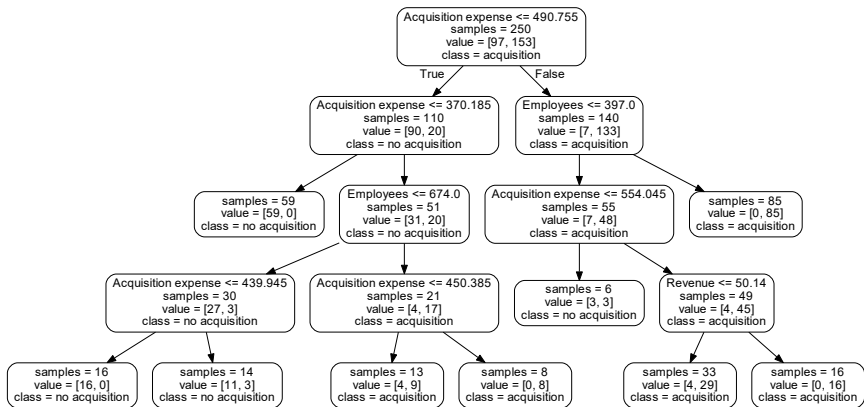 Acquisition expense <= 490.755
samples = 250
value = [97, 153]
class = acquisition
True
False
Acquisition expense <= 370.185
samples = 110
value = [90, 20]
class = no acquisition
Employees <= 397.0
samples = 140
value = [7, 133]
class = acquisition
samples = 59
value = [59, 0]
class = no acquisition
Employees <= 674.0
samples = 51
value = [31, 20]
class = no acquisition
Acquisition expense <= 554.045
samples = 55
value = [7, 48]
class = acquisition
samples = 85
value = [0, 85]
class = acquisition
Acquisition expense <= 439.945
samples = 30
value = [27, 3]
class = no acquisition
Acquisition expense <= 450.385
samples = 21
value = [4, 17]
class = acquisition
samples = 6
value = [3, 3]
class = no acquisition
Revenue <= 50.14
samples = 49
value = [4, 45]
class = acquisition
samples = 16
value = [16, 0]
class = no acquisition
samples = 14
value = [11, 3]
class = no acquisition
samples = 13
value = [4, 9]
class = acquisition
samples = 8
value = [0, 8]
class = acquisition
samples = 33
value = [4, 29]
class = acquisition
samples = 16
value = [0, 16]
class = acquisition